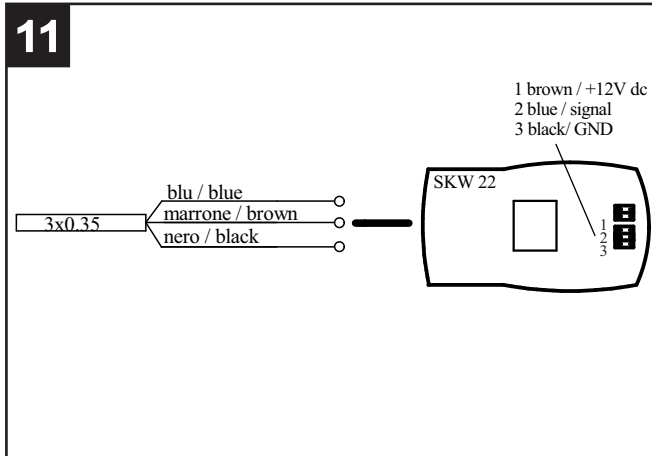 11
1 brown / +12V dc
2 blue / signal
3 black/ GND
SKW 22
blu / blue
marrone / brown
nero / black
3x0.35
1
2
3